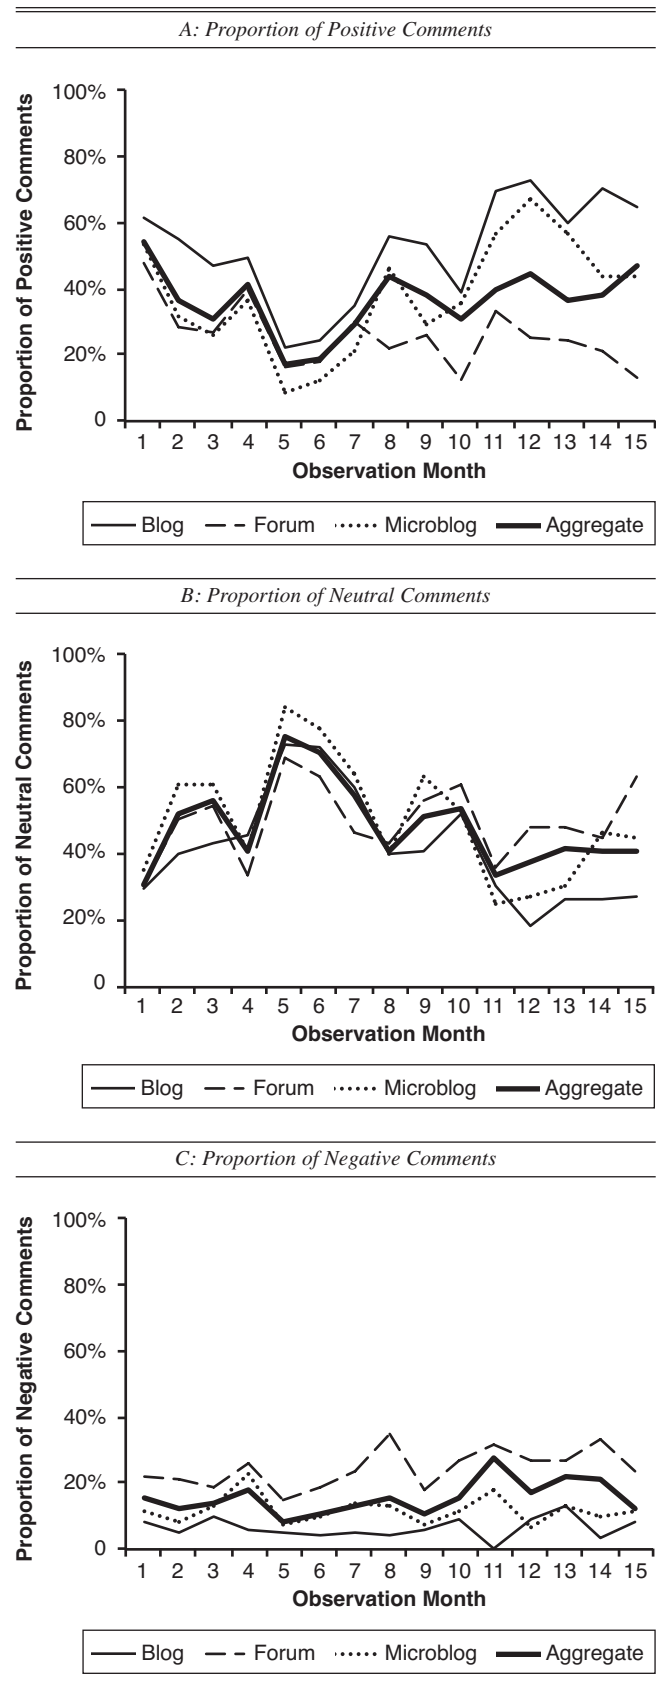 A: Proportion of Positive Comments
Proportion of Positive Comments
100%
80%
60%
40%
20%
0
1 2 3 4 5 6 7 8 9 10 11 12 13 14 15
Observation Month
Blog Forum Microblog Aggregate
B: Proportion of Neutral Comments
Proportion of Neutral Comments
100%
80%
60%
40%
20%
0
1 2 3 4 5 6 7 8 9 10 11 12 13 14 15
Observation Month
Blog Forum Microblog Aggregate
C: Proportion of Negative Comments
Proportion of Negative Comments
100%
80%
60%
40%
20%
0
1 2 3 4 5 6 7 8 9 10 11 12 13 14 15
Observation Month
Blog Forum Microblog Aggregate